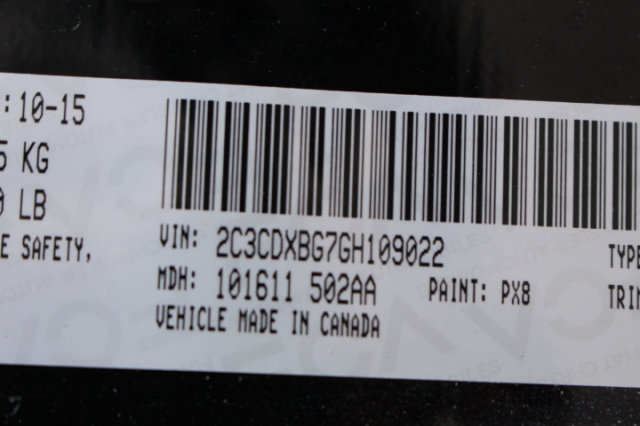 :10-15
5 KG
0 LB
E SAFETY,
VIN: 2C3CDXBG7GH109022
TYPE
MDH: 101611 502AA PAINT: PX8
TRIM
VEHICLE MADE IN CANADA